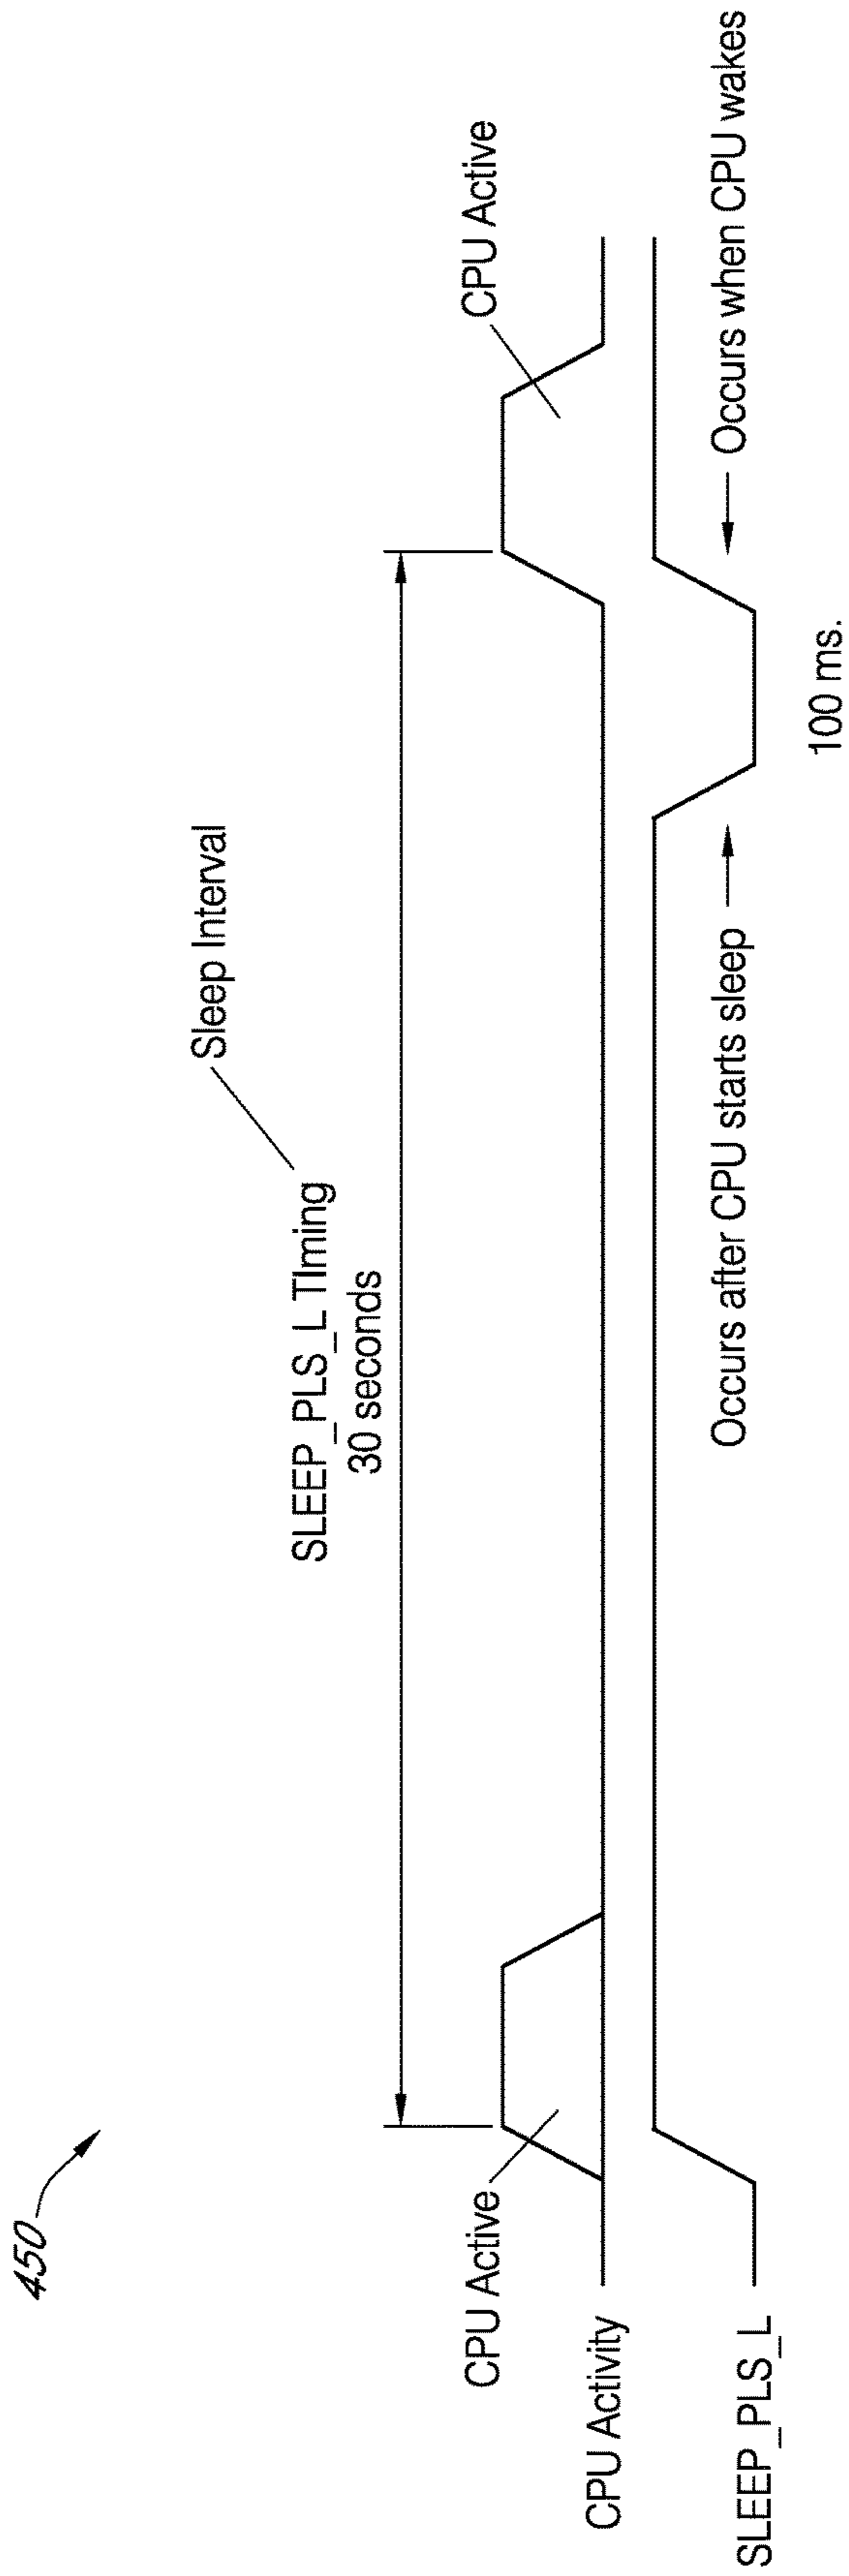 450
Sleep Interval
SLEEP_PLS_L TIming
30 seconds
CPU Active
CPU Active
CPU Activity
SLEEP_PLS_L
Occurs after CPU starts sleep
Occurs when CPU wakes
100 ms.